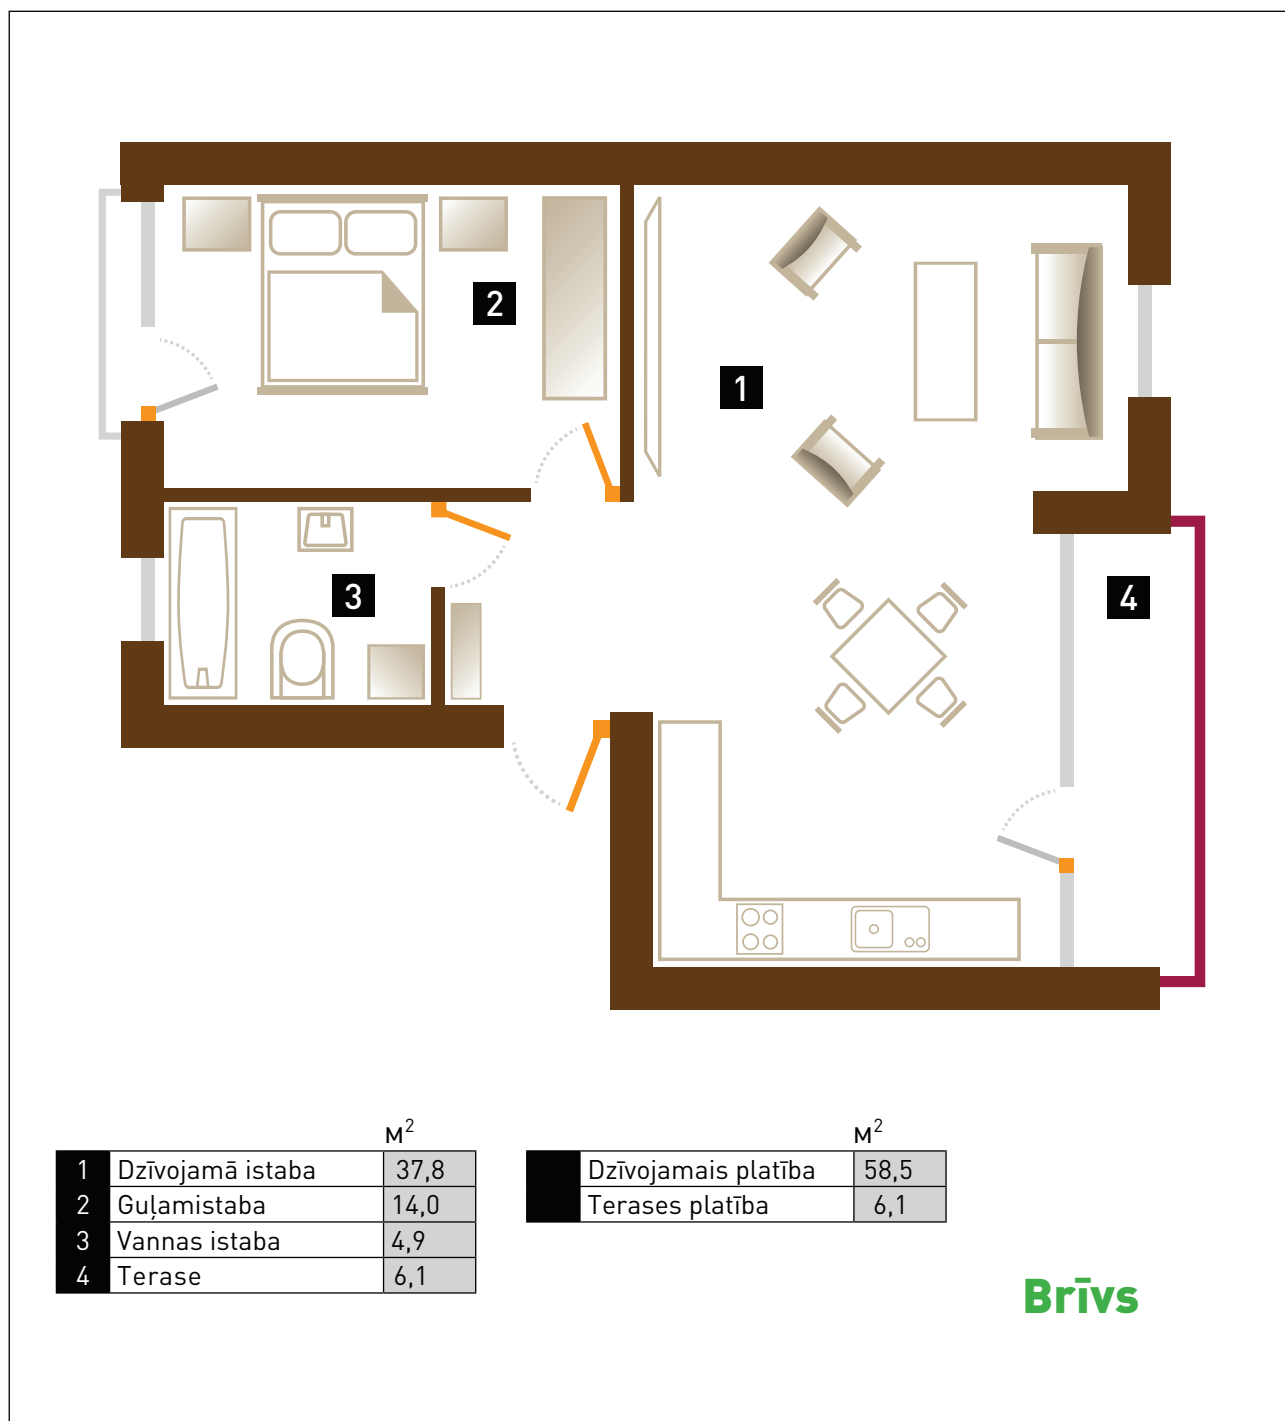 2
1
3
4
M²
1 Dzīvojamā istaba 37,8
2 Guļamistaba 14,0
3 Vannas istaba 4,9
4 Terase 6,1
M²
Dzīvojamais platība 58,5
Terases platība 6,1
Brīvs